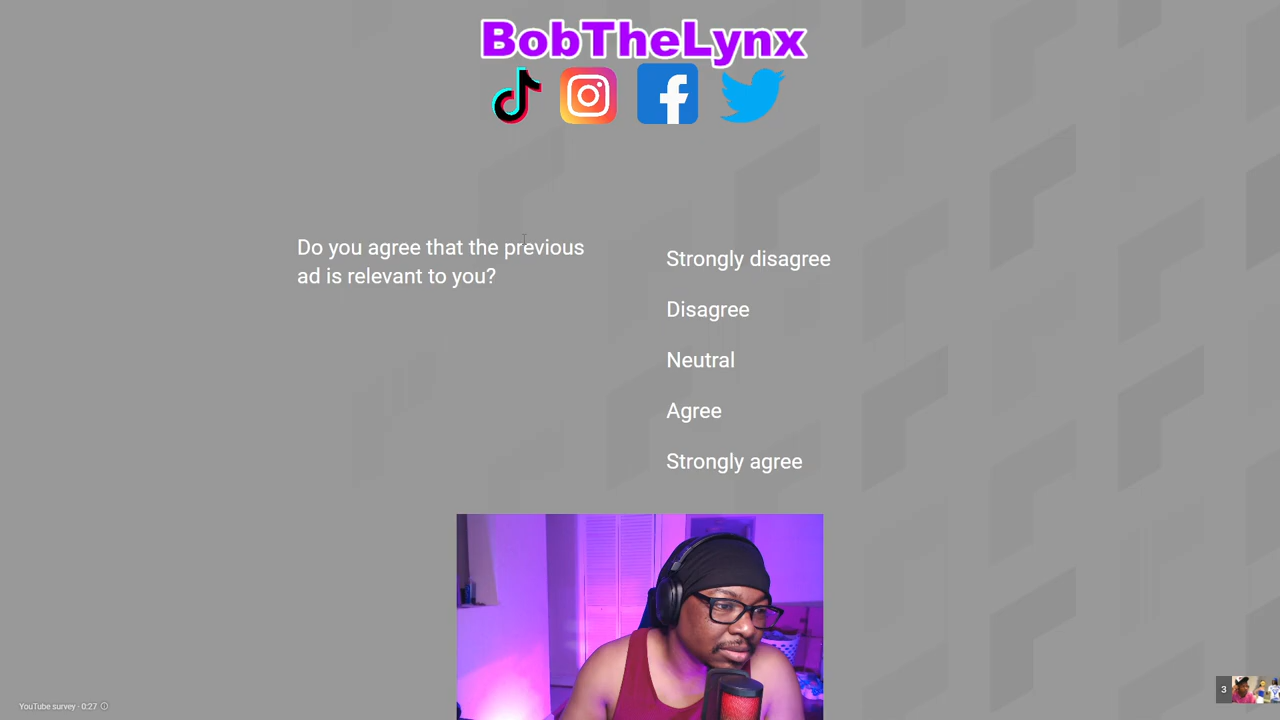 BobTheLynx
Do you agree that the previous
ad is relevant to you?
Strongly disagree
Disagree
Neutral
Agree
Strongly agree
YouTube survey · 0:27
3